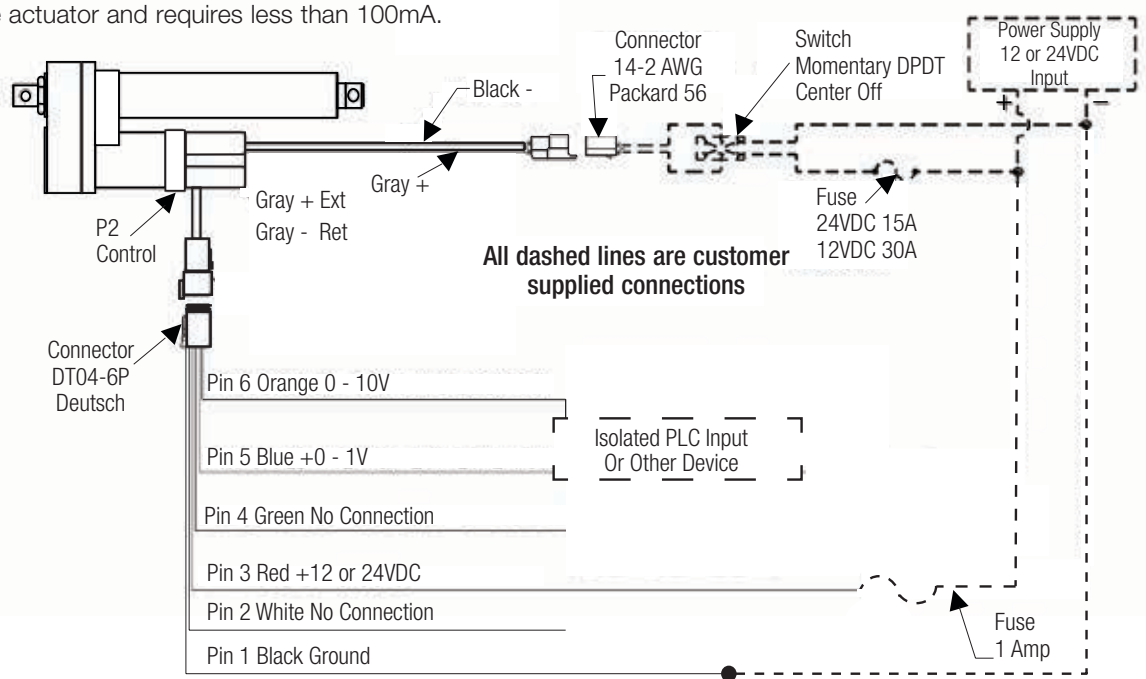 e actuator and requires less than 100mA.
Connector
14-2 AWG
Packard 56
Switch
Momentary DPDT
Center Off
Power Supply
12 or 24VDC
Input
+
−
Black -
Gray +
P2
Control
Gray + Ext
Gray - Ret
Fuse
24VDC 15A
12VDC 30A
All dashed lines are customer
supplied connections
Connector
DT04-6P
Deutsch
Pin 6 Orange 0 - 10V
Isolated PLC Input
Or Other Device
Pin 5 Blue +0 - 1V
Pin 4 Green No Connection
Pin 3 Red +12 or 24VDC
Pin 2 White No Connection
Fuse
1 Amp
Pin 1 Black Ground